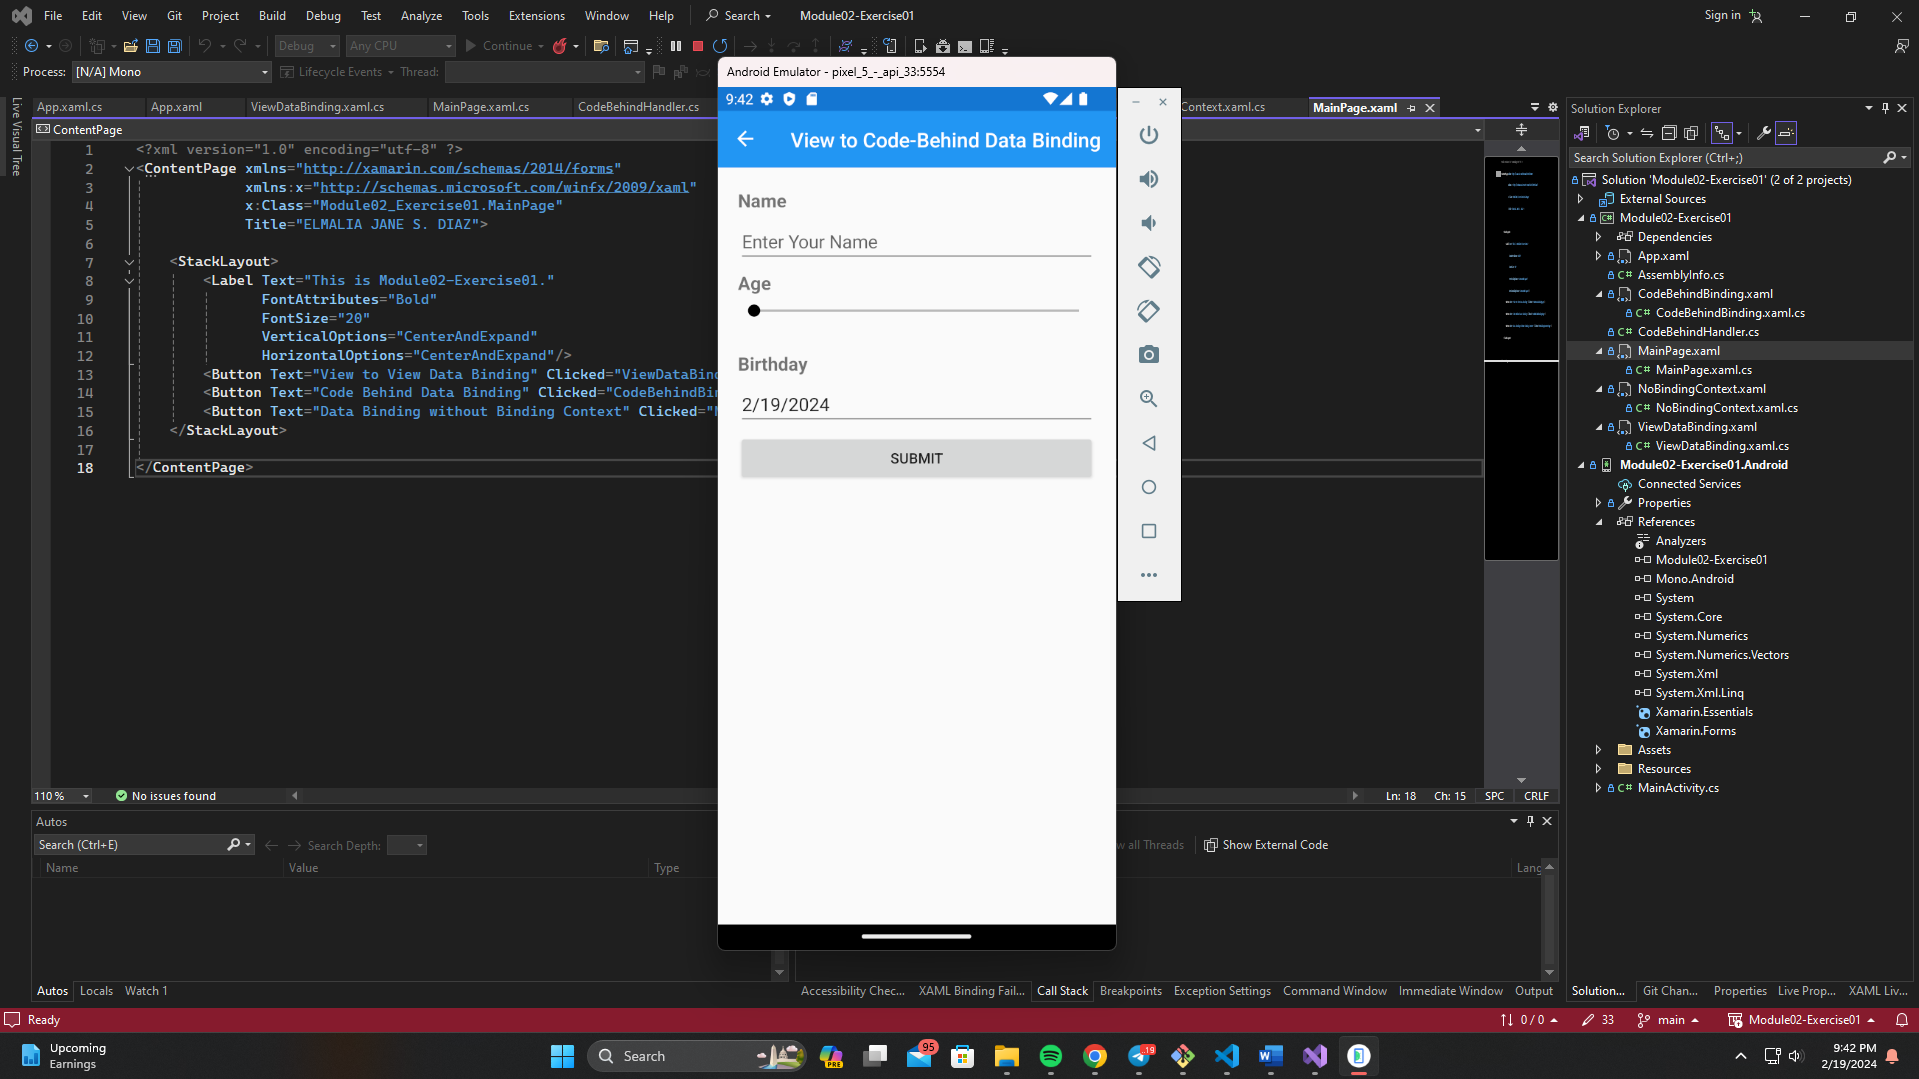 File Edit View Git Project Build Debug Test Analyze Tools Extensions Window Help Search Module02-Exercise01 Sign in
Debug Any CPU Continue
Process: [N/A] Mono Lifecycle Events Thread:
Live Visual Tree
App.xaml.cs App.xaml ViewDataBinding.xaml MainPage.xaml.cs CodeBehindHandler.cs Context.xaml.cs MainPage.xaml
ContentPage
1 <?xml version="1.0" encoding="utf-8" ?>
2 <ContentPage xmlns="http://xamarin.com/schemas/2014/forms"
3 xmlns:x="http://schemas.microsoft.com/winfx/2009/xaml"
4 x:Class="Module02_Exercise01.MainPage"
5 Title="ELMALIA JANE S. DIAZ">
6
7 <StackLayout>
8 <Label Text="This is Module02-Exercise01."
9 FontAttributes="Bold"
10 FontSize="20"
11 VerticalOptions="CenterAndExpand"
12 HorizontalOptions="CenterAndExpand"/>
13 <Button Text="View to View Data Binding" Clicked="ViewDataBin
14 <Button Text="Code Behind Data Binding" Clicked="CodeBehindBin
15 <Button Text="Data Binding without Binding Context" Clicked="N
16 </StackLayout>
17
18 </ContentPage>
110 % No issues found Ln: 18 Ch: 15 SPC CRLF
Android Emulator - pixel_5_-_api_33:5554
9:42
View to Code-Behind Data Binding
Name
Enter Your Name
Age
Birthday
2/19/2024
SUBMIT
Solution Explorer
Search Solution Explorer (Ctrl+;)
Solution 'Module02-Exercise01' (2 of 2 projects)
External Sources
Module02-Exercise01
Dependencies
App.xaml
AssemblyInfo.cs
CodeBehindBinding.xaml
CodeBehindBinding.xaml.cs
CodeBehindHandler.cs
MainPage.xaml
MainPage.xaml.cs
NoBindingContext.xaml
NoBindingContext.xaml.cs
ViewDataBinding.xaml
ViewDataBinding.xaml.cs
Module02-Exercise01.Android
Connected Services
Properties
References
Analyzers
Module02-Exercise01
Mono.Android
System
System.Core
System.Numerics
System.Numerics.Vectors
System.Xml
System.Xml.Linq
Xamarin.Essentials
Xamarin.Forms
Assets
Resources
MainActivity.cs
Autos
Search (Ctrl+E) Search Depth:
Name Value Type
w all Threads Show External Code
Lang
Autos Locals Watch 1
Accessibility Chec... XAML Binding Fail... Call Stack Breakpoints Exception Settings Command Window Immediate Window Output
Solution... Git Chan... Properties Live Prop... XAML Liv...
Ready 0 / 0 33 main Module02-Exercise01
Upcoming
Earnings
Search
PRE
95
.19
9:42 PM
2/19/2024